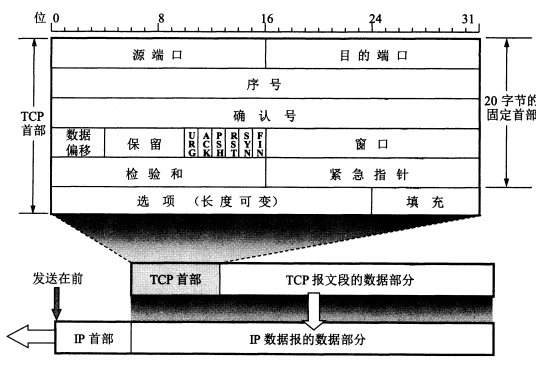 位 0 8 16 24 31
源端口 目的端口
序号
确认号
TCP 首部
20 字节的固定首部
数据偏移 保留 URG ACK PSH RST SYN FIN 窗口
检验和 紧急指针
选项 (长度可变) 填充
发送在前
TCP 首部 TCP 报文段的数据部分
IP 首部 IP 数据报的数据部分